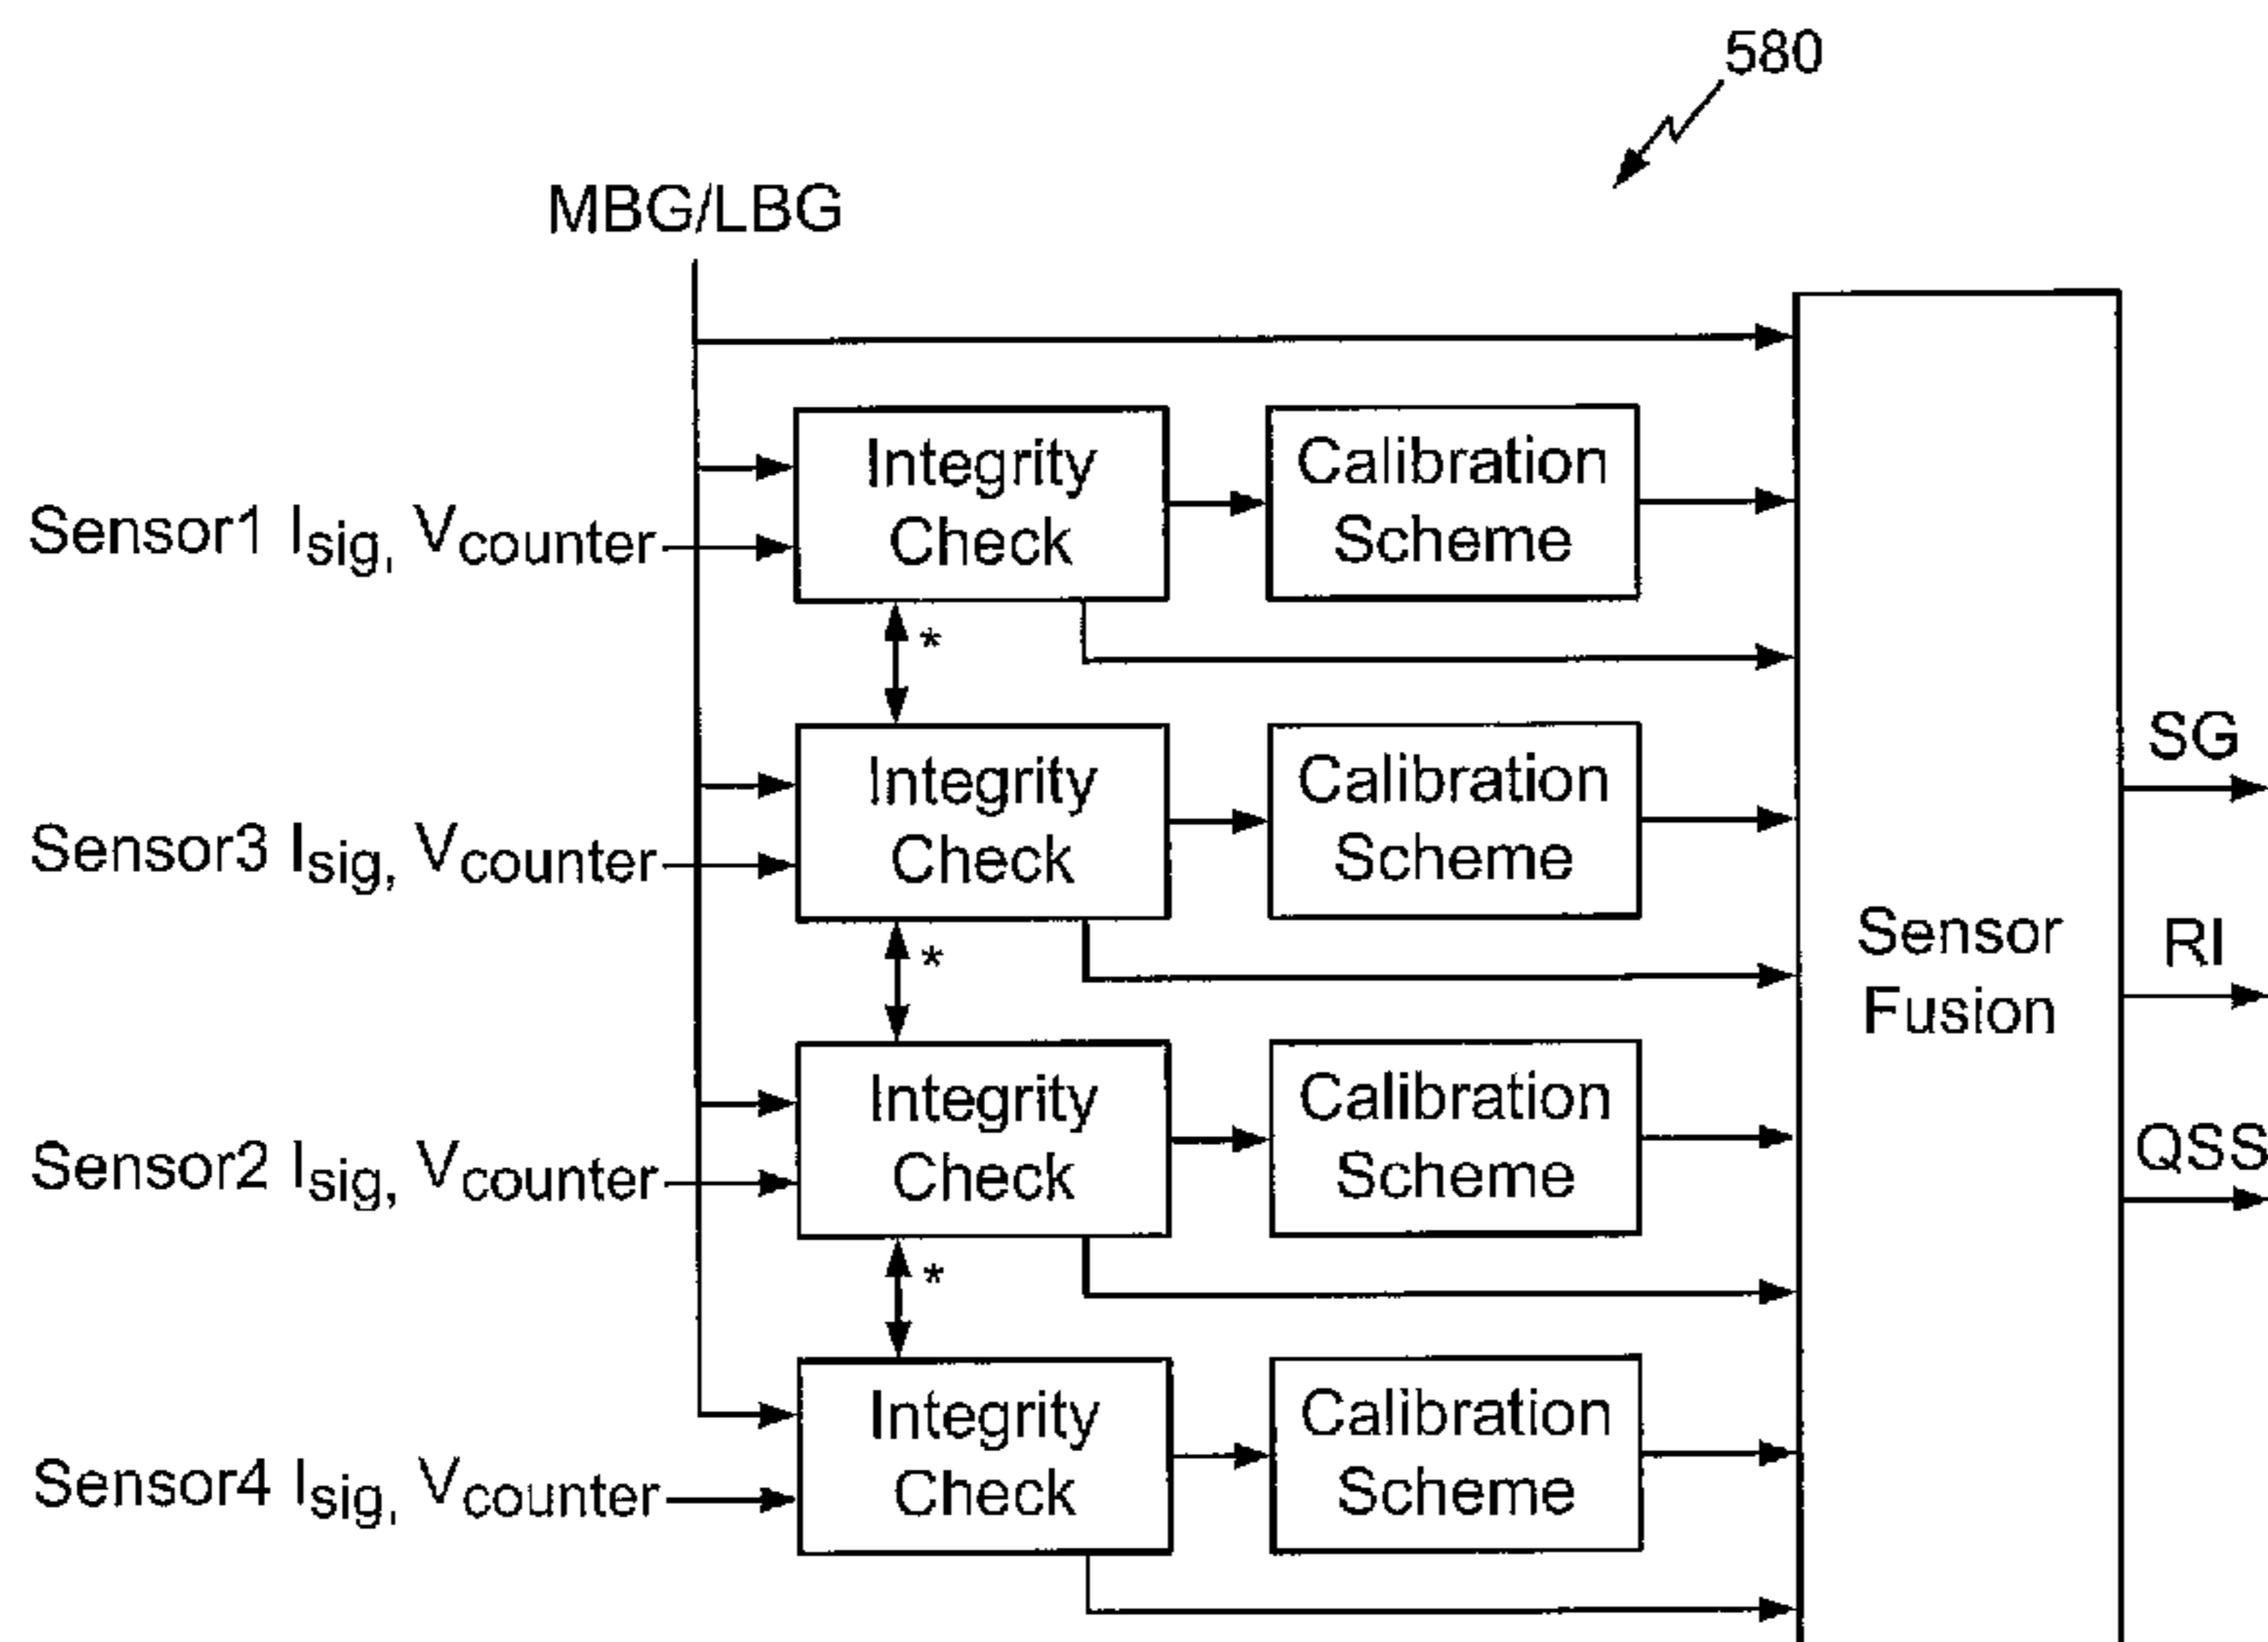 580
MBG/LBG
Integrity
Check
Calibration
Scheme
Sensor1 Isig, Vcounter
*
Integrity
Check
Calibration
Scheme
Sensor3 Isig, Vcounter
*
Integrity
Check
Calibration
Scheme
Sensor2 Isig, Vcounter
*
Integrity
Check
Calibration
Scheme
Sensor4 Isig, Vcounter
Sensor
Fusion
SG
RI
QSS